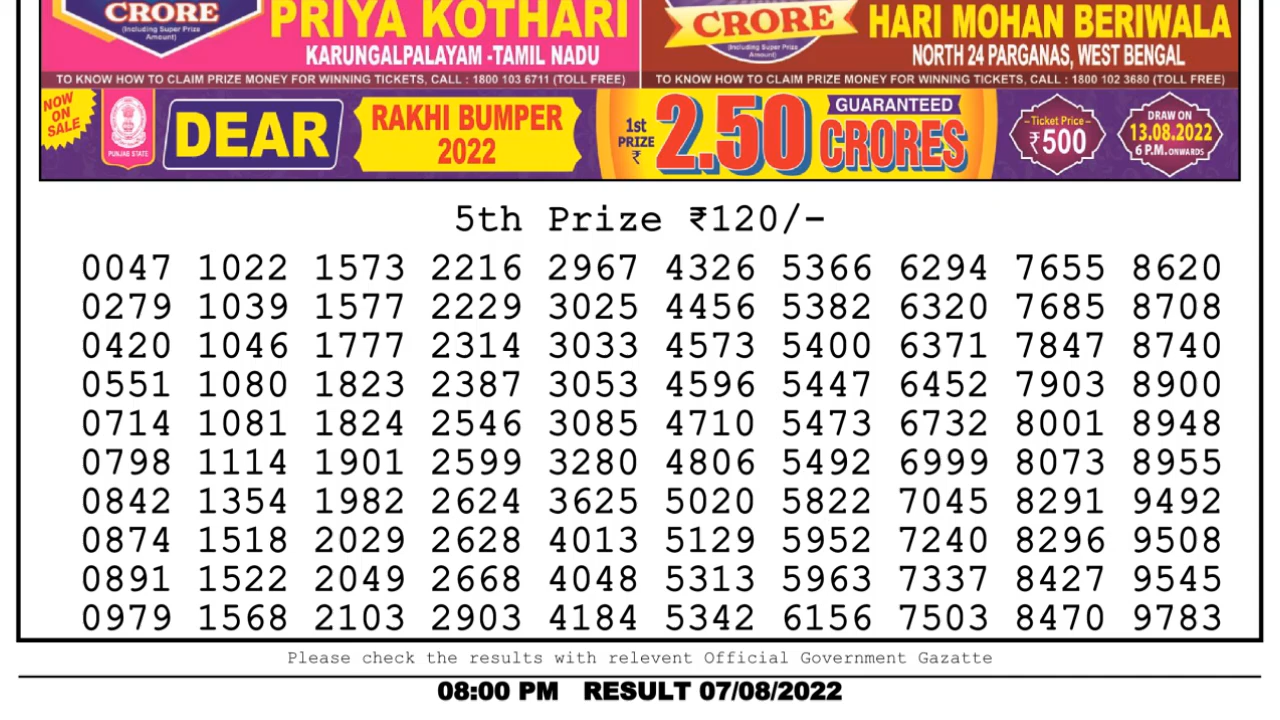 CRORE
(Including Super Prize
Amount)
PRIYA KOTHARI
KARUNGALPALAYAM -TAMIL NADU
TO KNOW HOW TO CLAIM PRIZE MONEY FOR WINNING TICKETS, CALL : 1800 103 6711 (TOLL FREE)
CRORE
(Including Super Prize
Amount)
HARI MOHAN BERIWALA
NORTH 24 PARGANAS, WEST BENGAL
TO KNOW HOW TO CLAIM PRIZE MONEY FOR WINNING TICKETS, CALL : 1800 102 3680 (TOLL FREE)
NOW
ON
SALE
PUNJAB STATE
DEAR
RAKHI BUMPER
2022
1st
PRIZE
₹
2.50
GUARANTEED
CRORES
Ticket Price
₹500
DRAW ON
13.08.2022
6 P.M. ONWARDS
5th Prize ₹120/-
0047 1022 1573 2216 2967 4326 5366 6294 7655 8620
0279 1039 1577 2229 3025 4456 5382 6320 7685 8708
0420 1046 1777 2314 3033 4573 5400 6371 7847 8740
0551 1080 1823 2387 3053 4596 5447 6452 7903 8900
0714 1081 1824 2546 3085 4710 5473 6732 8001 8948
0798 1114 1901 2599 3280 4806 5492 6999 8073 8955
0842 1354 1982 2624 3625 5020 5822 7045 8291 9492
0874 1518 2029 2628 4013 5129 5952 7240 8296 9508
0891 1522 2049 2668 4048 5313 5963 7337 8427 9545
0979 1568 2103 2903 4184 5342 6156 7503 8470 9783
Please check the results with relevent Official Government Gazatte
08:00 PM RESULT 07/08/2022